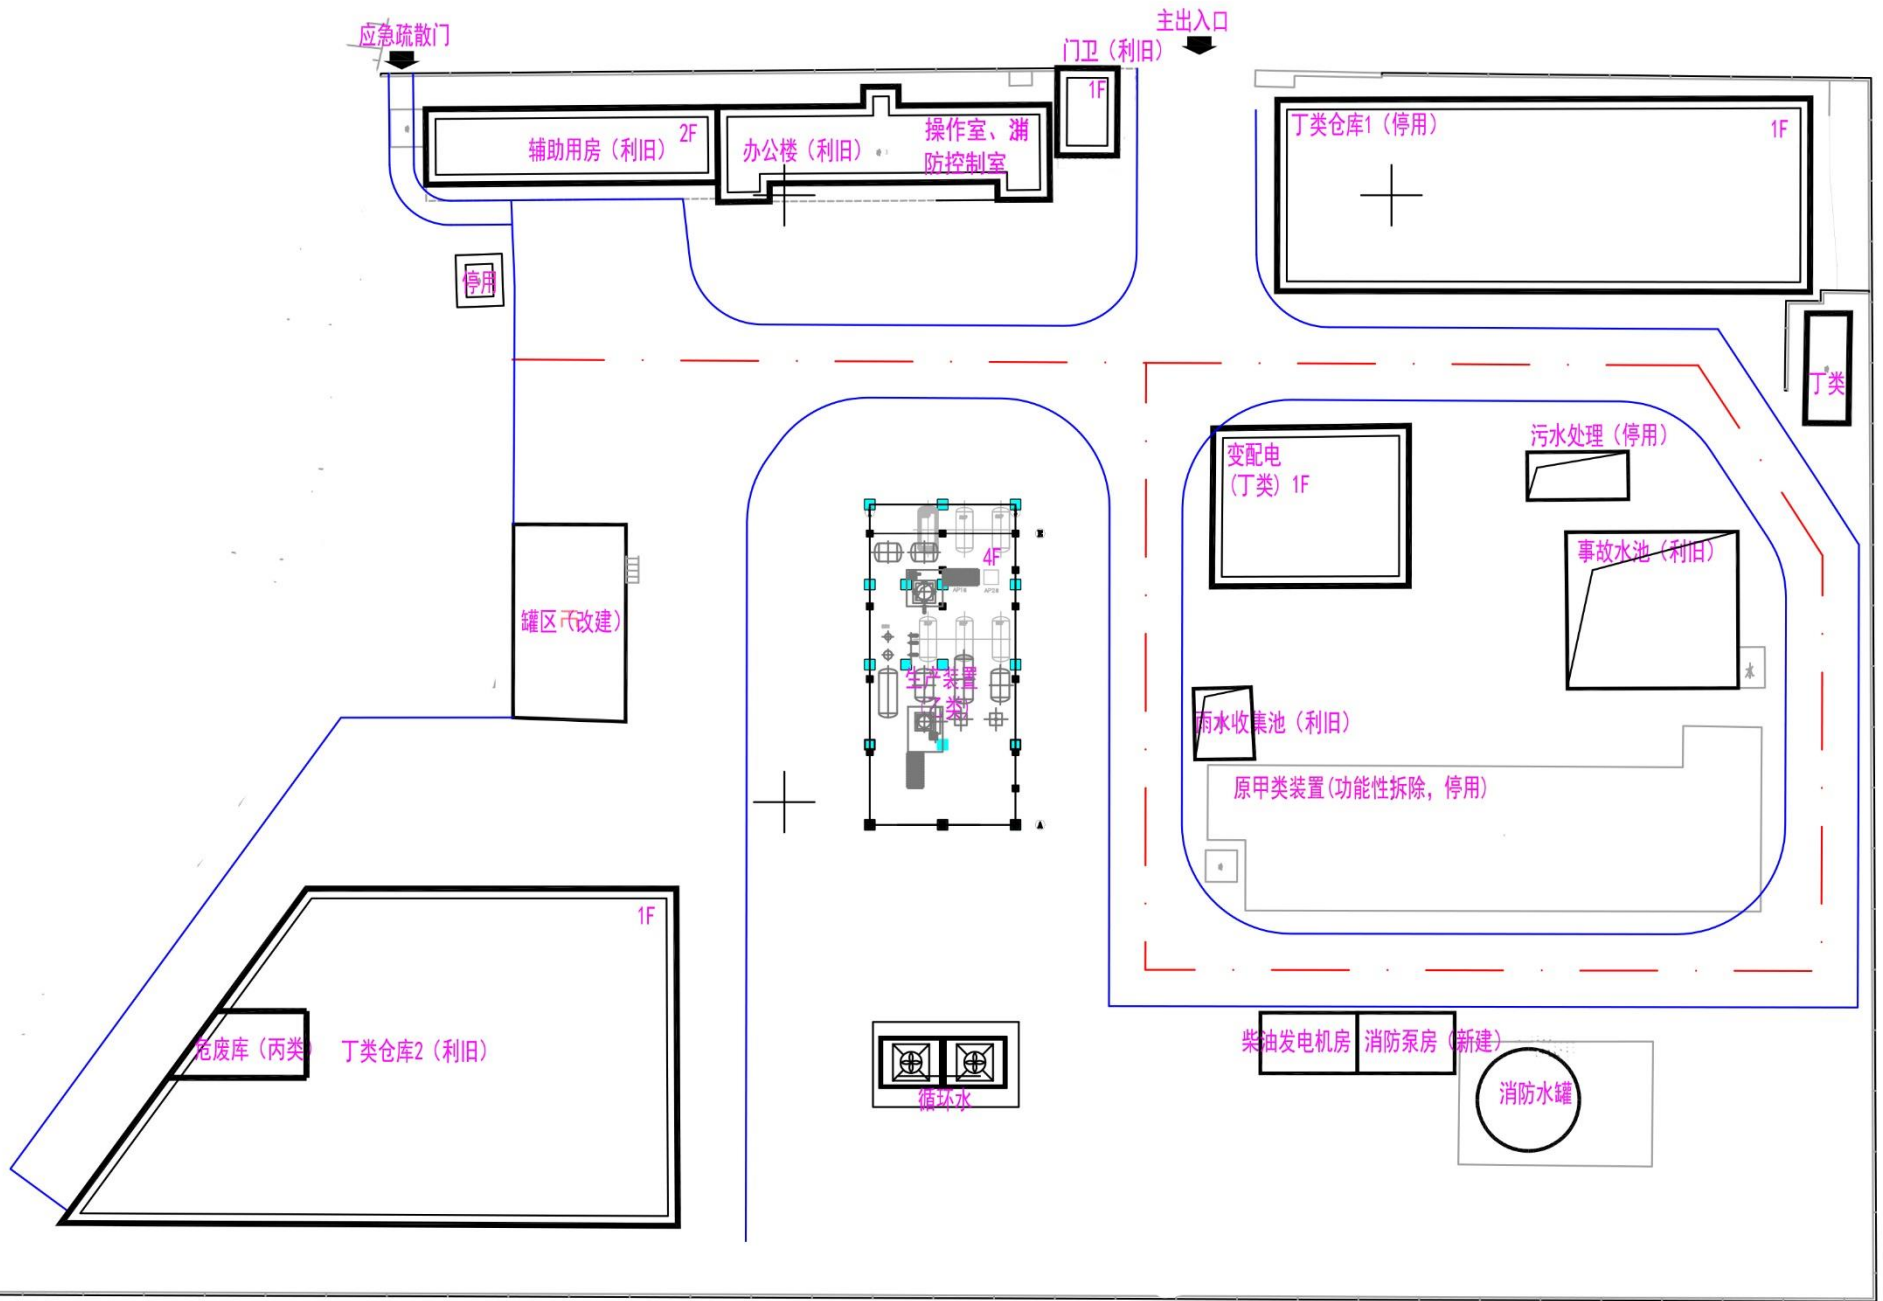 应急疏散门
主出入口
门卫（利旧）
1F
辅助用房（利旧）
2F
办公楼（利旧）
操作室、消
防控制室
丁类仓库1（停用）
1F
停用
丁类
变配电
（丁类）1F
污水处理（停用）
事故水池（利旧）
4F
罐区（改建）
生产装置
雨水收集池（利旧）
原甲类装置(功能性拆除，停用)
1F
危废库（丙类）
丁类仓库2（利旧）
循环水
柴油发电机房
消防泵房（新建）
消防水罐